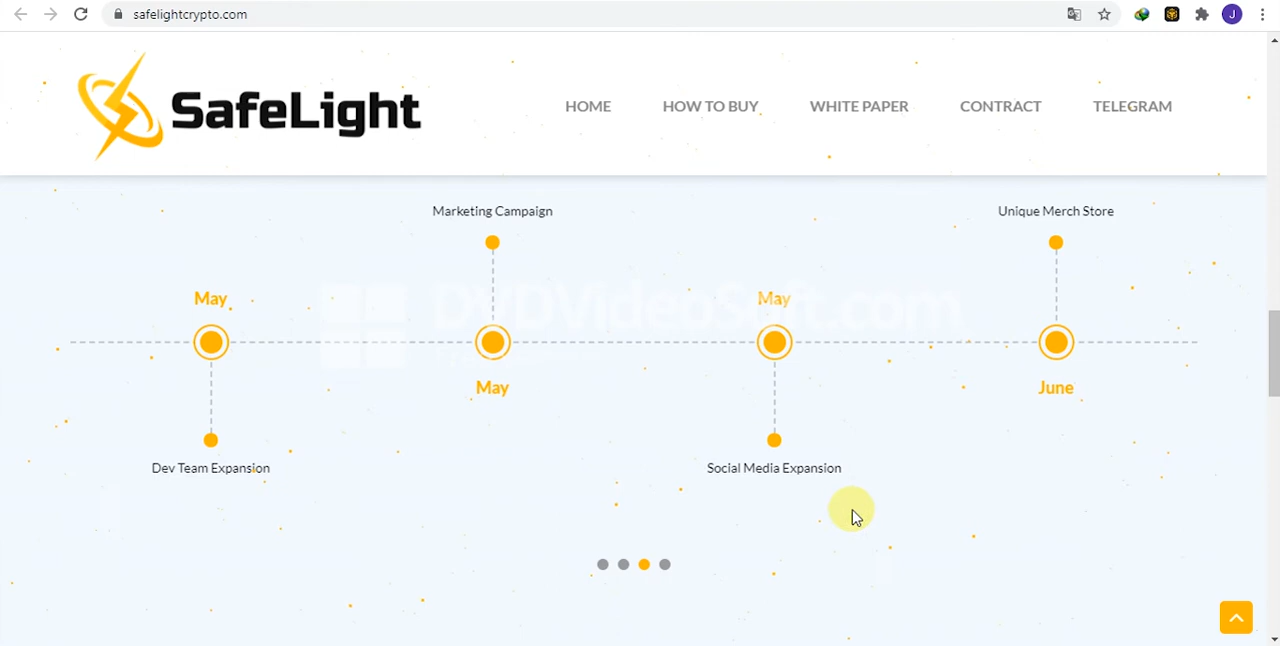 safelightcrypto.com
J
SafeLight
HOME HOW TO BUY WHITE PAPER CONTRACT TELEGRAM
Marketing Campaign Unique Merch Store
May May
DVDVideoSoft.com
May June
Dev Team Expansion Social Media Expansion